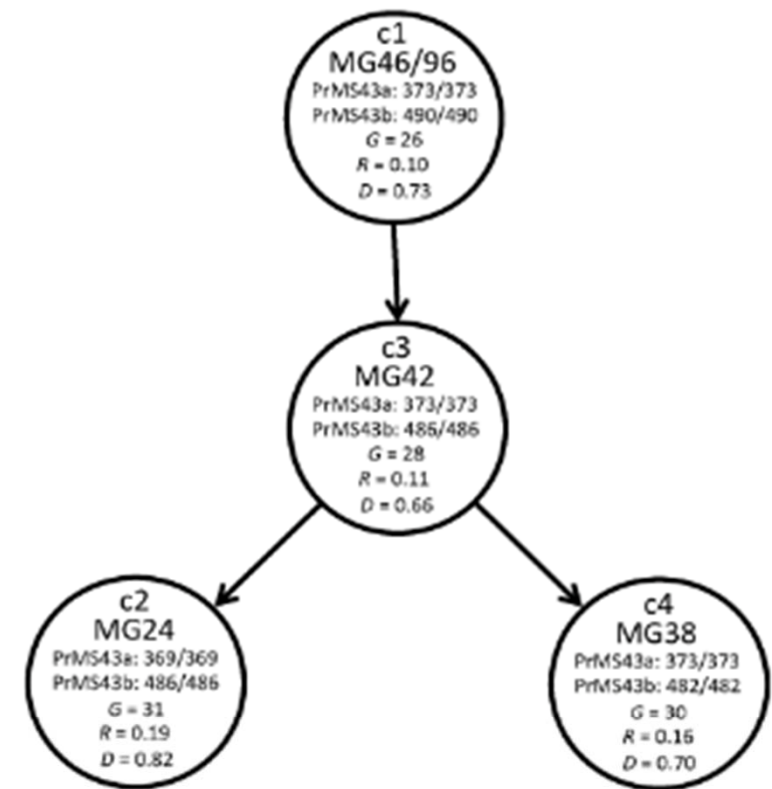 c1
MG46/96
PrMS43a: 373/373
PrMS43b: 490/490
G = 26
R = 0.10
D = 0.73
c3
MG42
PrMS43a: 373/373
PrMS43b: 486/486
G = 28
R = 0.11
D = 0.66
c2
MG24
PrMS43a: 369/369
PrMS43b: 486/486
G = 31
R = 0.19
D = 0.82
c4
MG38
PrMS43a: 373/373
PrMS43b: 482/482
G = 30
R = 0.16
D = 0.70